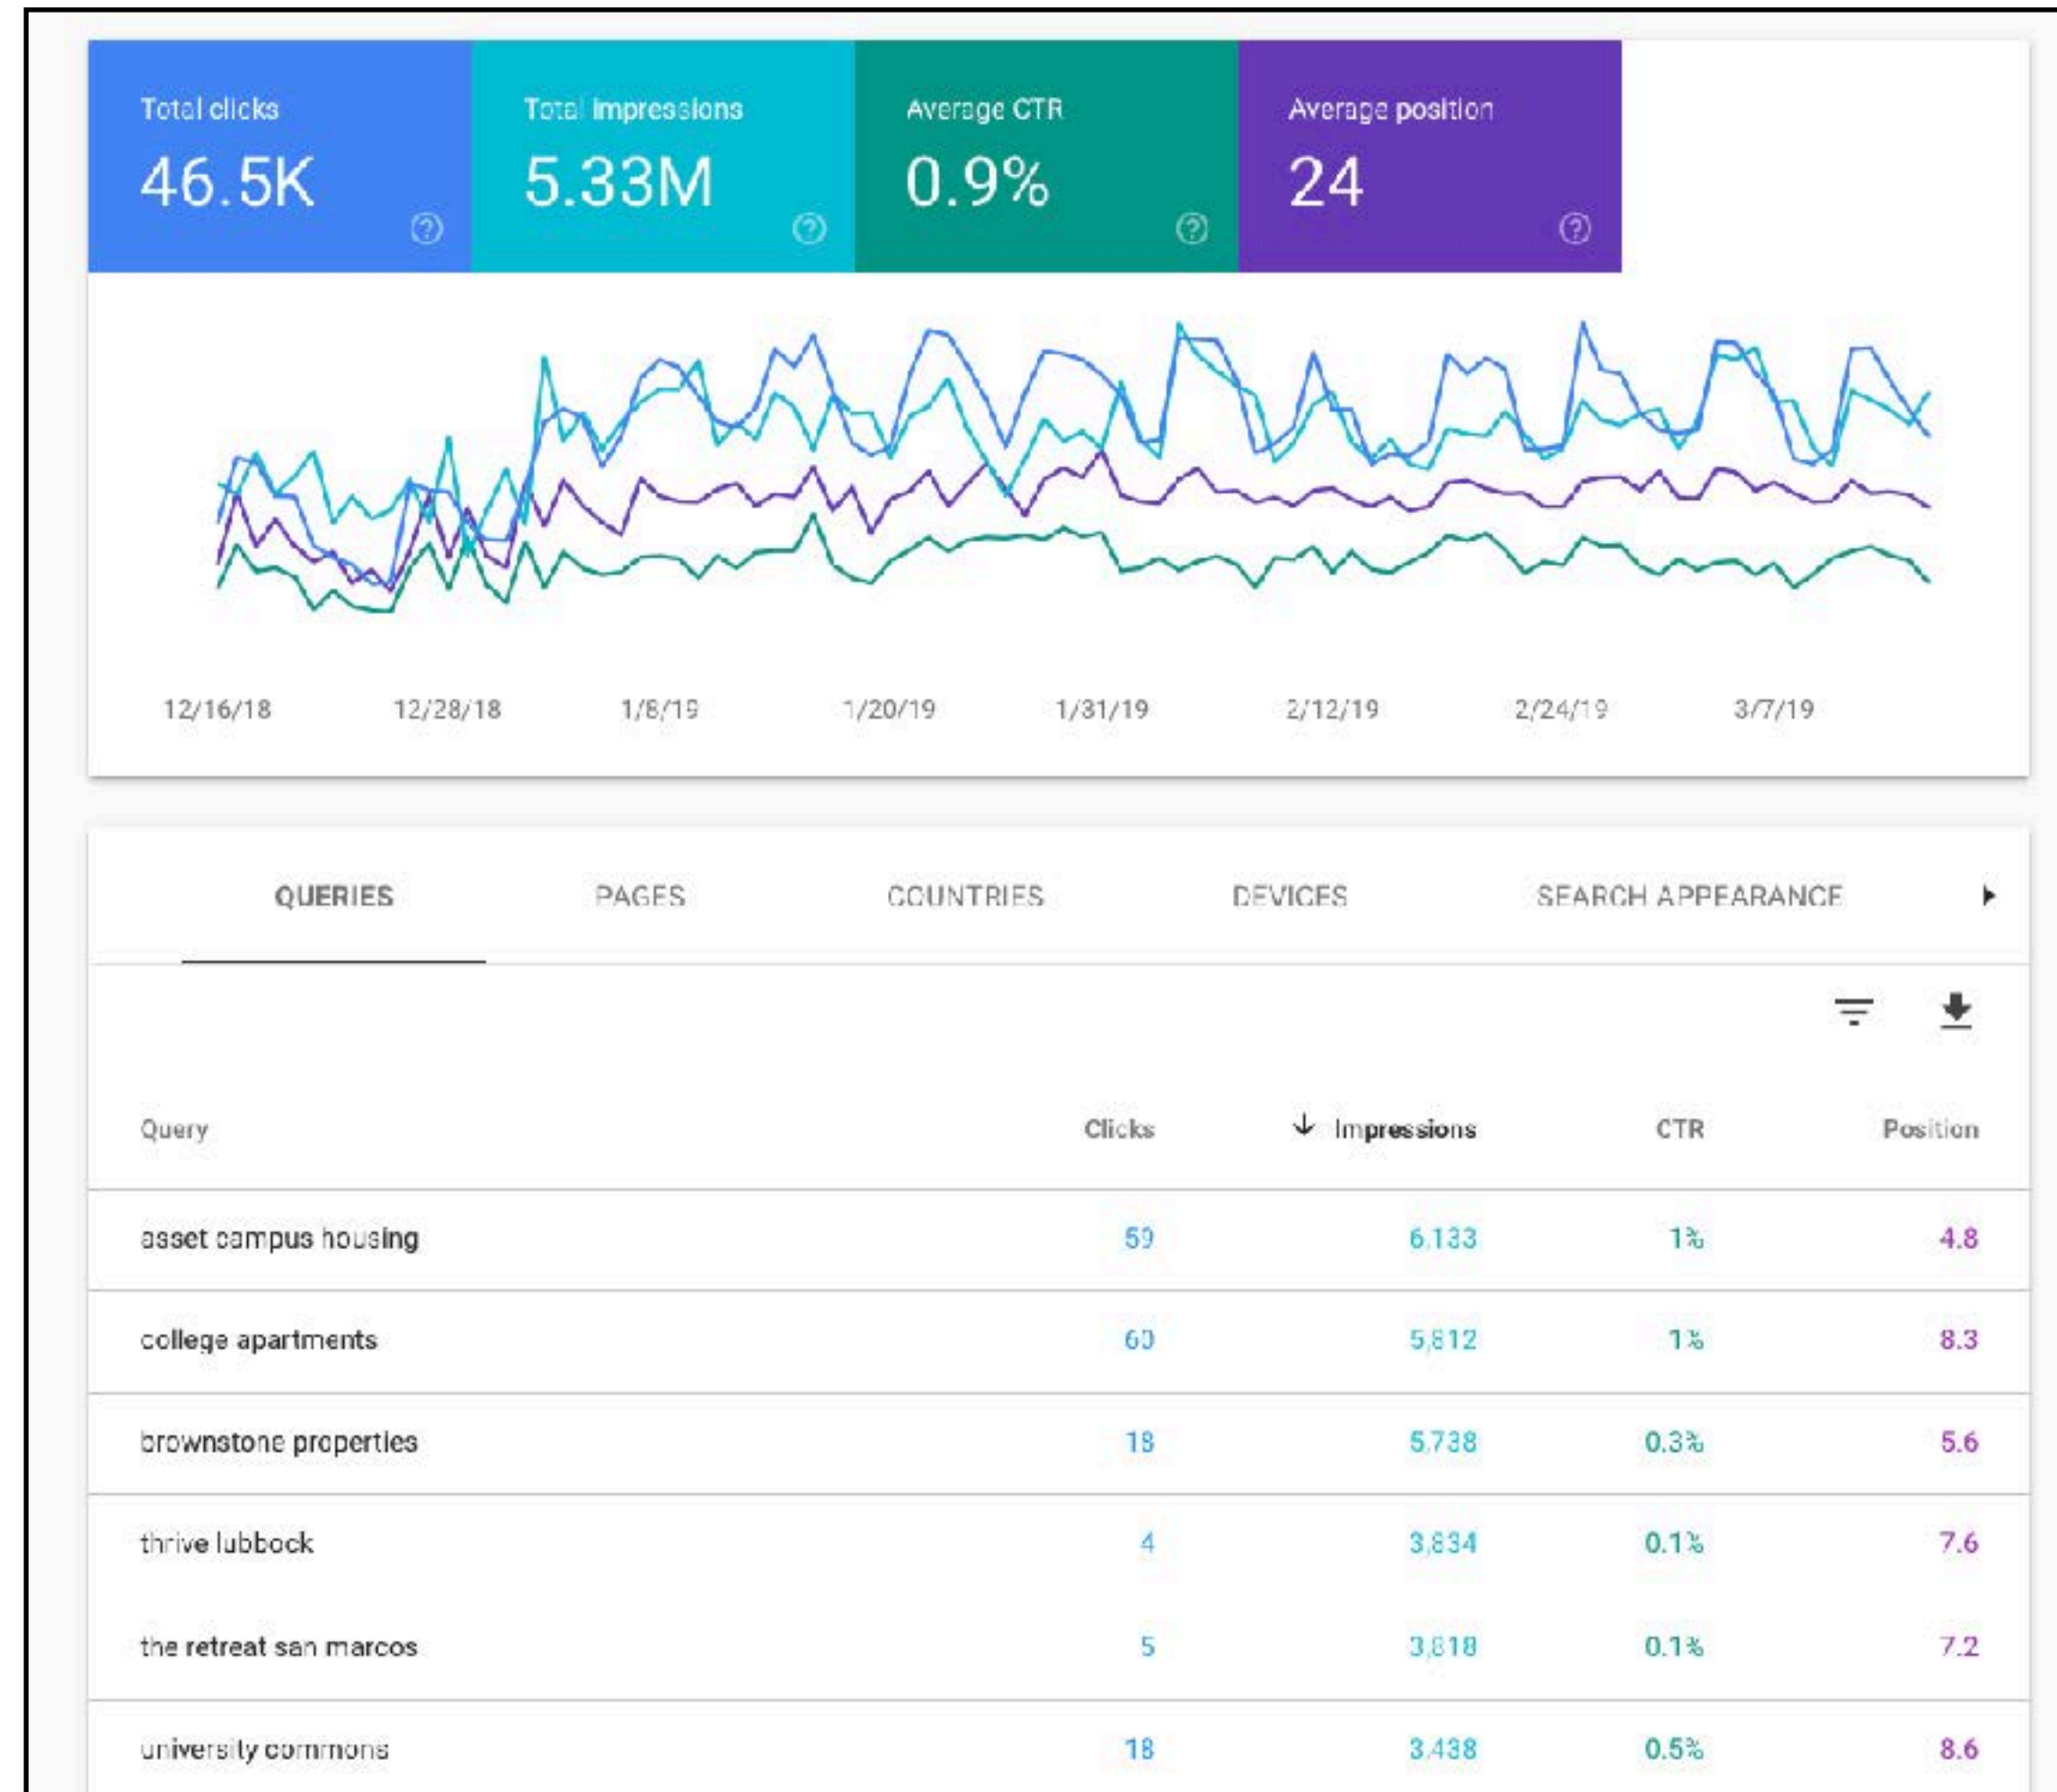 Total clicks Total impressions Average CTR Average position
46.5K 5.33M 0.9% 24
12/16/18 12/28/18 1/8/19 1/20/19 1/31/19 2/12/19 2/24/19 3/7/19
QUERIES PAGES COUNTRIES DEVICES SEARCH APPEARANCE
Query Clicks Impressions CTR Position
asset campus housing 59 6,133 1% 4.8
college apartments 60 5,812 1% 8.3
brownstone properties 18 5,738 0.3% 5.6
thrive lubbock 4 3,834 0.1% 7.6
the retreat san marcos 5 3,818 0.1% 7.2
university commons 18 3,438 0.5% 8.6